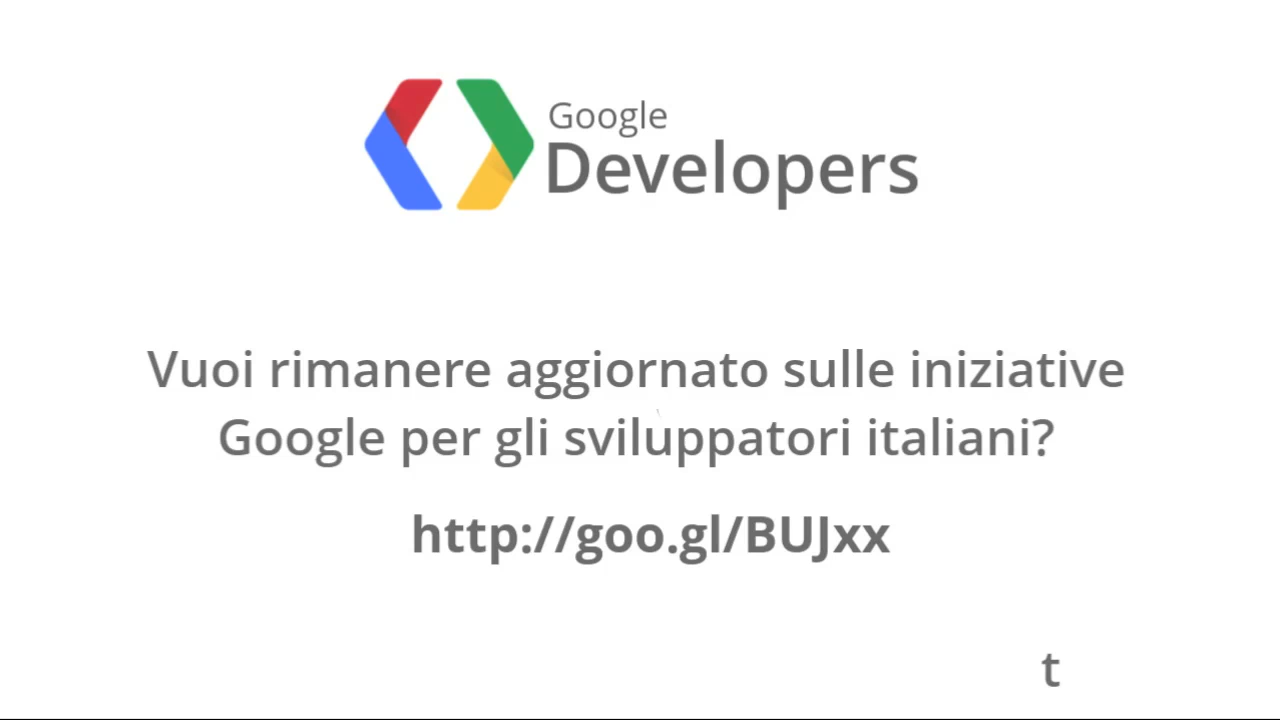 Google
Developers
Vuoi rimanere aggiornato sulle iniziative
Google per gli sviluppatori italiani?
http://goo.gl/BUJxx
t